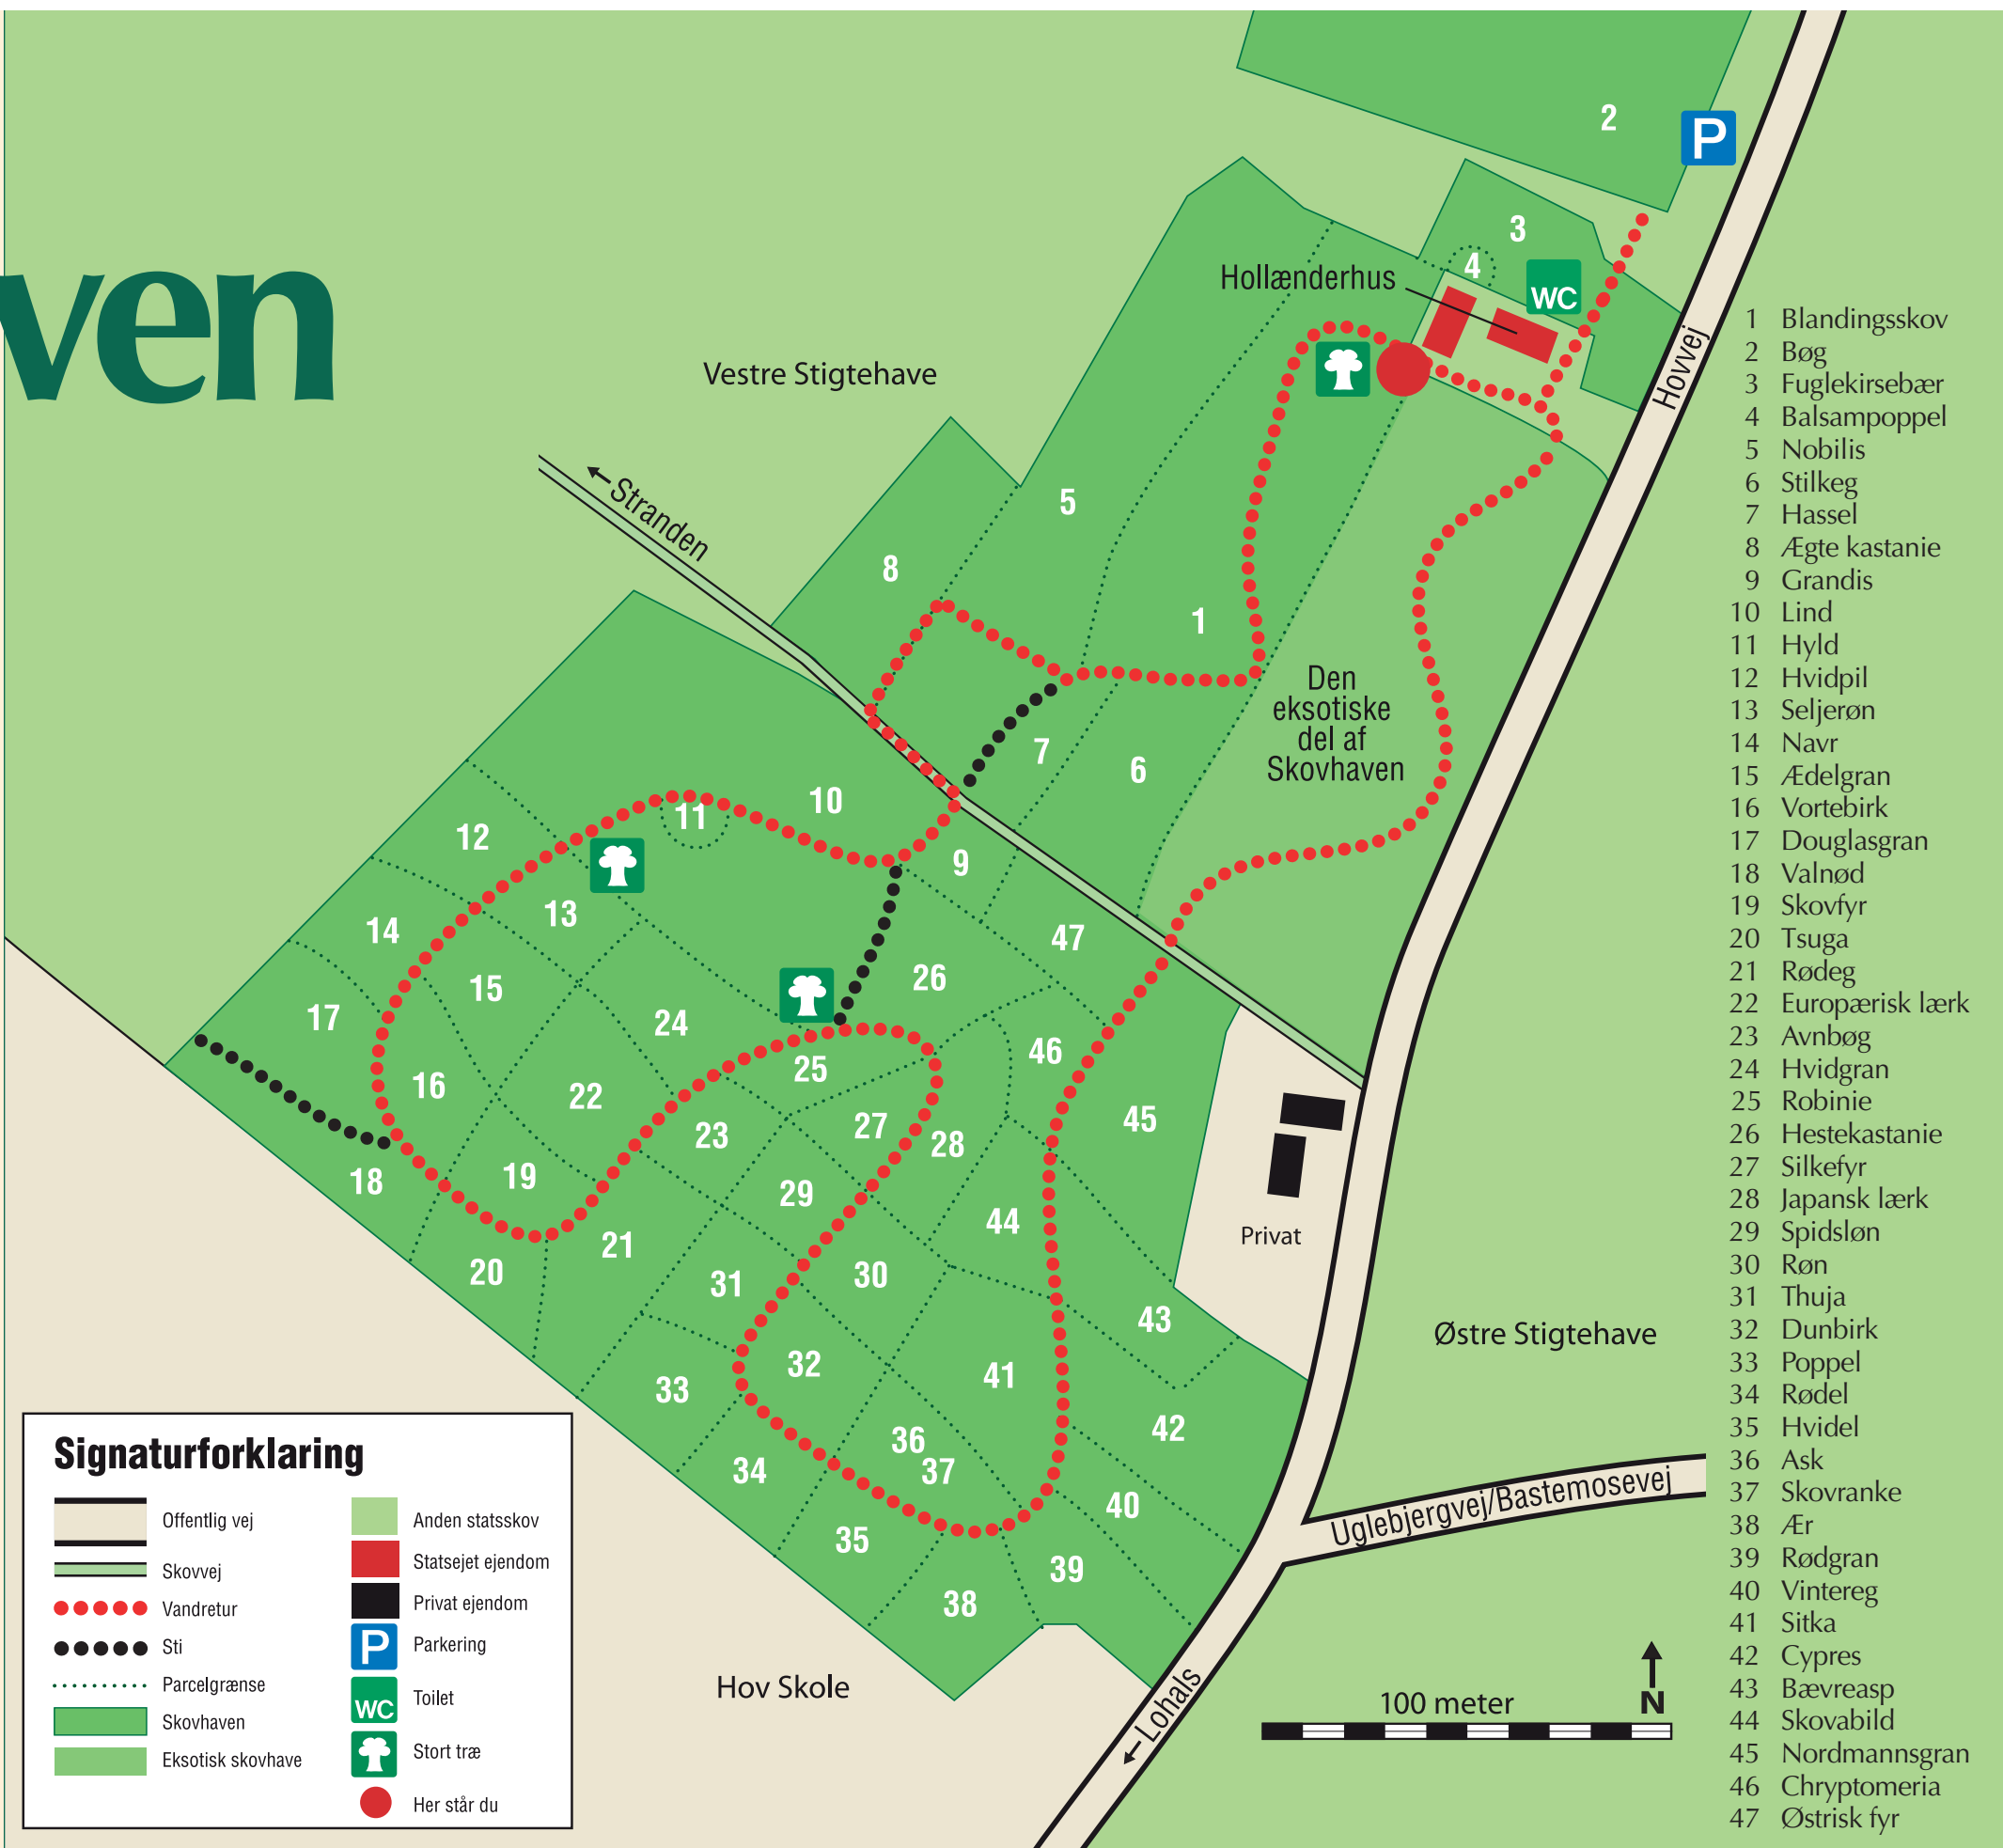 ven
P
2
3
4
WC
Hollænderhus
Hovvej
Vestre Stigtehave
Stranden
5
8
1
7
6
Den
eksotiske
del af
Skovhaven
10
11
12
9
13
14
47
26
15
17
24
46
25
16
22
45
27
23
28
18
19
29
44
21
20
30
31
Privat
43
32
41
33
42
36
34
37
40
35
39
38
Østre Stigtehave
Uglebjergvej/Bastemosevej
Hov Skole
Lohals
100 meter
N
Signaturforklaring
Offentlig vej
Skovvej
Vandretur
Sti
Parcelgrænse
Skovhaven
Eksotisk skovhave
Anden statsskov
Statsejet ejendom
Privat ejendom
P Parkering
WC Toilet
Stort træ
Her står du
1 Blandingsskov
2 Bøg
3 Fuglekirsebær
4 Balsampoppel
5 Nobilis
6 Stilkeg
7 Hassel
8 Ægte kastanie
9 Grandis
10 Lind
11 Hyld
12 Hvidpil
13 Seljerøn
14 Navr
15 Ædelgran
16 Vortebirk
17 Douglasgran
18 Valnød
19 Skovfyr
20 Tsuga
21 Rødeg
22 Europærisk lærk
23 Avnbøg
24 Hvidgran
25 Robinie
26 Hestekastanie
27 Silkefyr
28 Japansk lærk
29 Spidsløn
30 Røn
31 Thuja
32 Dunbirk
33 Poppel
34 Rødel
35 Hvidel
36 Ask
37 Skovranke
38 Ær
39 Rødgran
40 Vintereg
41 Sitka
42 Cypres
43 Bævreasp
44 Skovabild
45 Nordmannsgran
46 Chryptomeria
47 Østrisk fyr